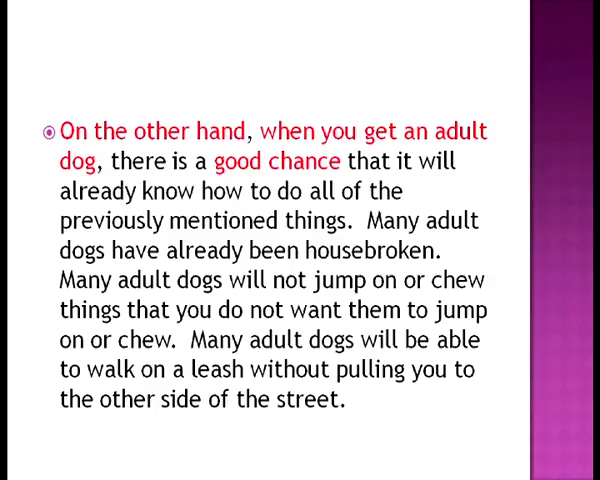 On the other hand, when you get an adult
dog, there is a good chance that it will
already know how to do all of the
previously mentioned things.  Many adult
dogs have already been housebroken.
Many adult dogs will not jump on or chew
things that you do not want them to jump
on or chew.  Many adult dogs will be able
to walk on a leash without pulling you to
the other side of the street.